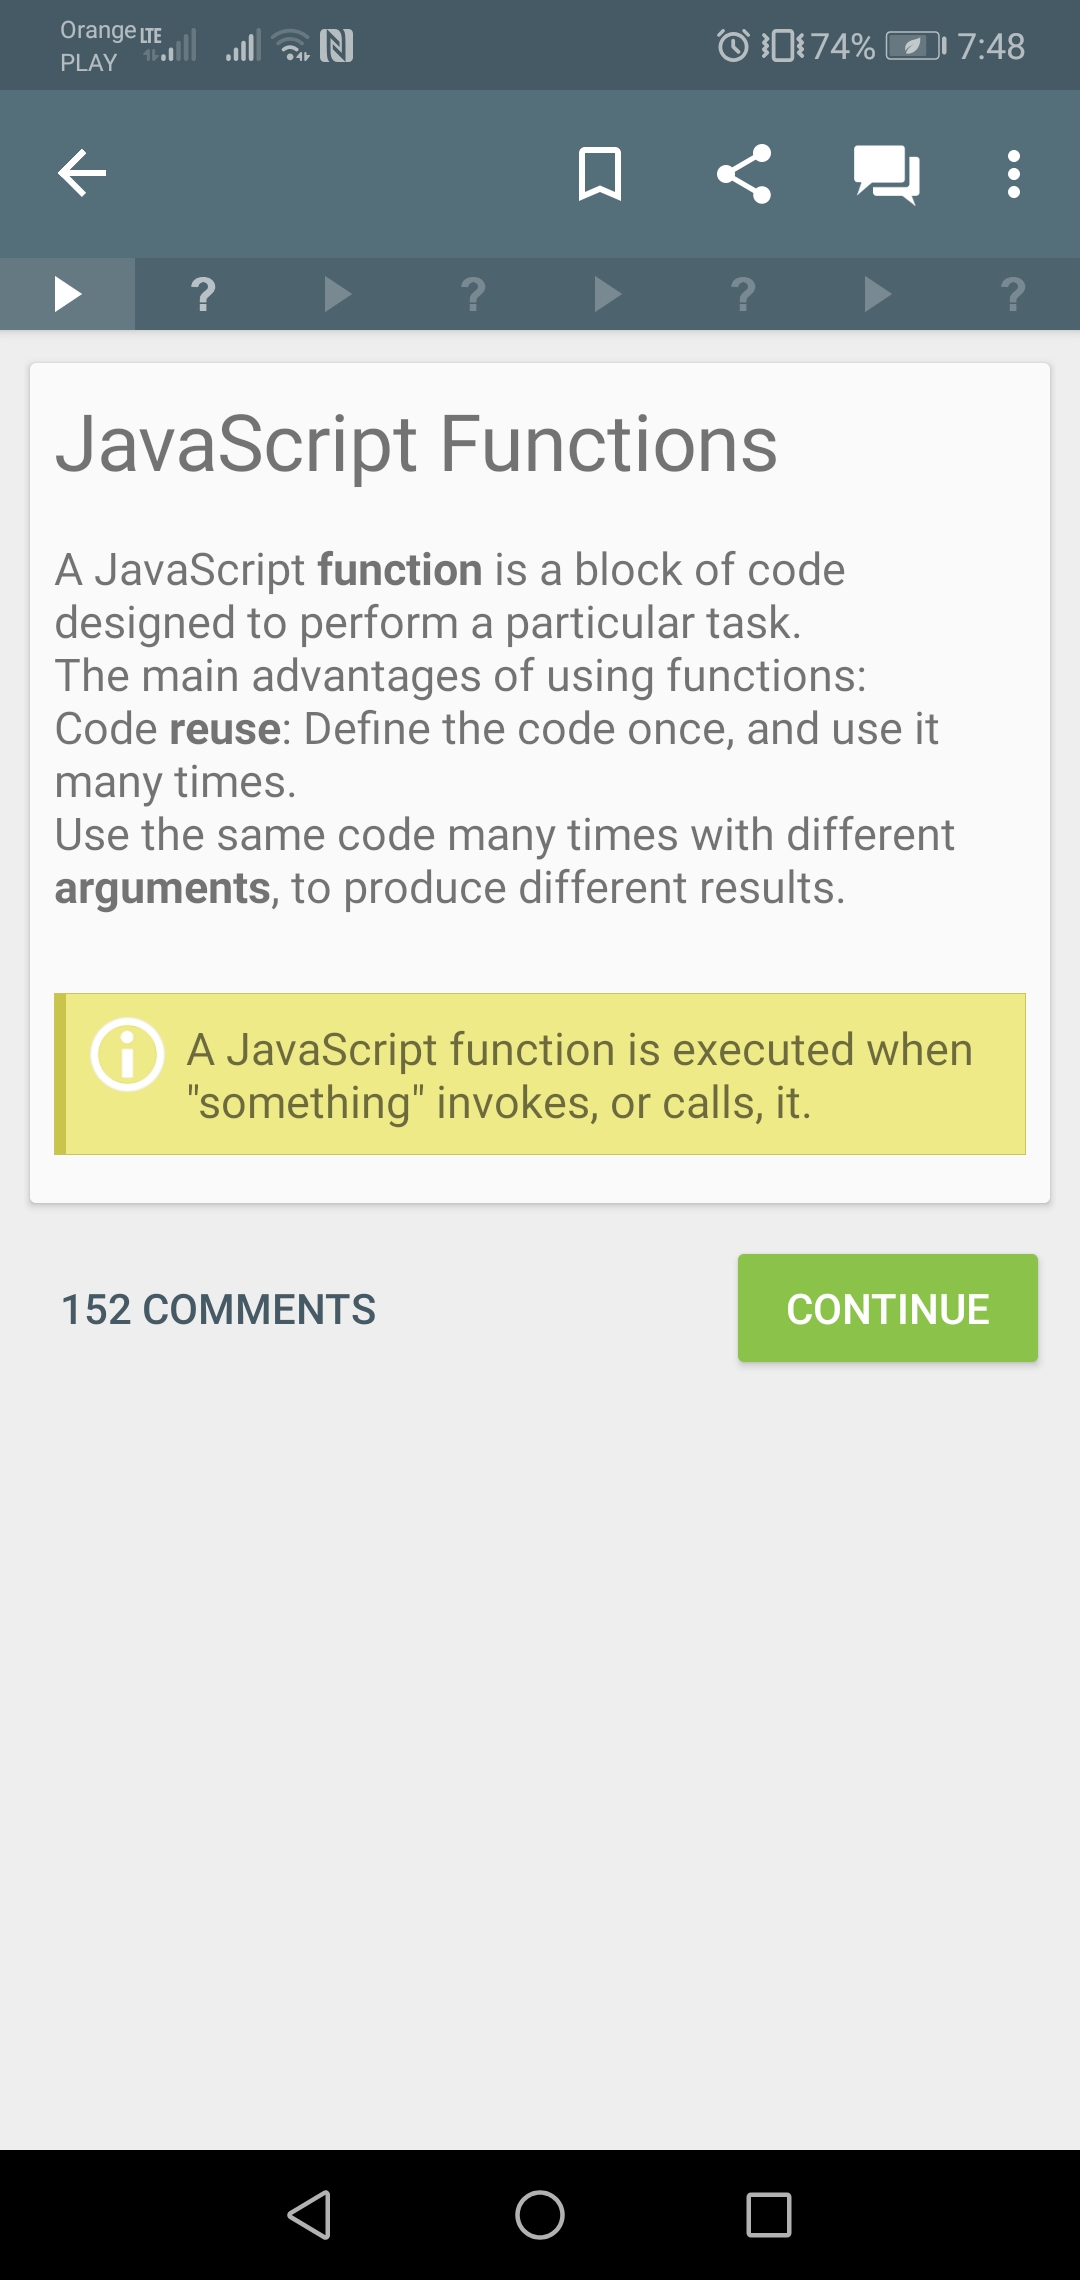 Orange LTE
PLAY
74% 7:48
? ? ? ?
JavaScript Functions
A JavaScript function is a block of code
designed to perform a particular task.
The main advantages of using functions:
Code reuse: Define the code once, and use it
many times.
Use the same code many times with different
arguments, to produce different results.
A JavaScript function is executed when
"something" invokes, or calls, it.
152 COMMENTS
CONTINUE